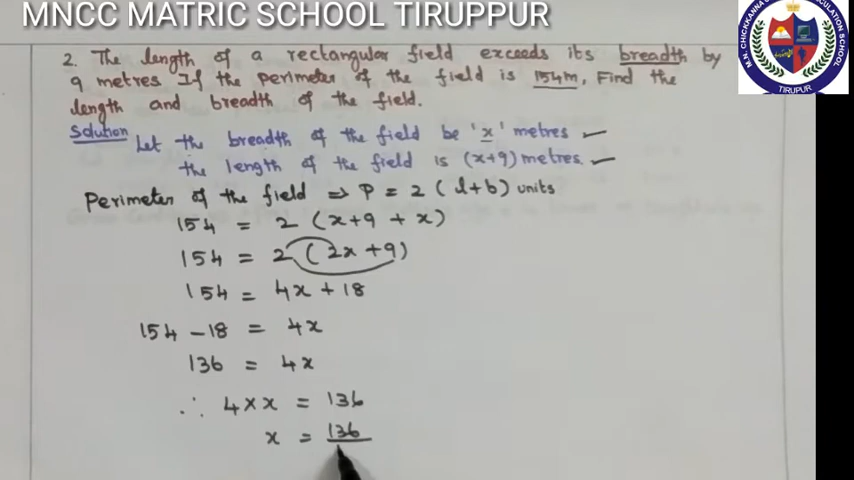 MNCC MATRIC SCHOOL TIRUPPUR
2. The length of a rectangular field exceeds its breadth by
9 metres. If the perimeter of the field is 154m, Find the
length and breadth of the field.
Solution
Let the breadth of the field be 'x' metres
the length of the field is (x+9) metres.
Perimeter of the field ⇒ P = 2 (l+b) units
154 = 2 (x+9 + x)
154 = 2 (2x+9)
154 = 4x + 18
154 - 18 = 4x
136 = 4x
∴ 4 × x = 136
x = 136
TIRUPUR